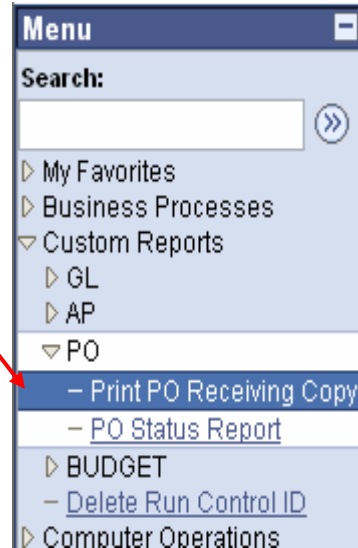 Menu
Search:
My Favorites
Business Processes
Custom Reports
GL
AP
PO
– Print PO Receiving Copy
– PO Status Report
BUDGET
– Delete Run Control ID
Computer Operations